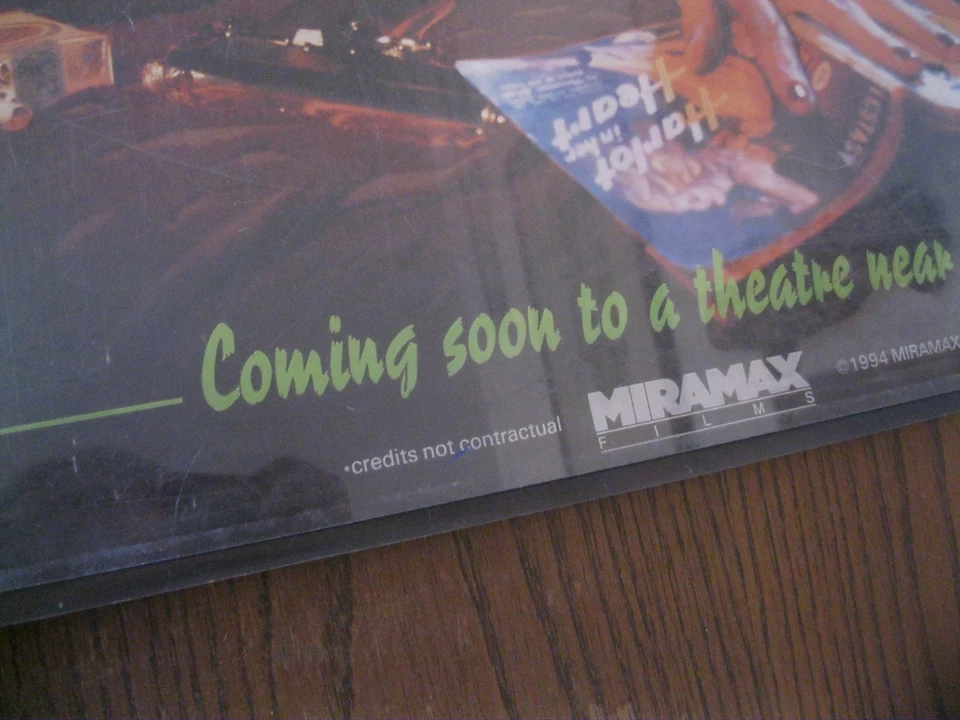 Harlot
in her
Heart
Coming soon to a theatre near
*credits not contractual
MIRAMAX
FILMS
©1994 MIRAMAX